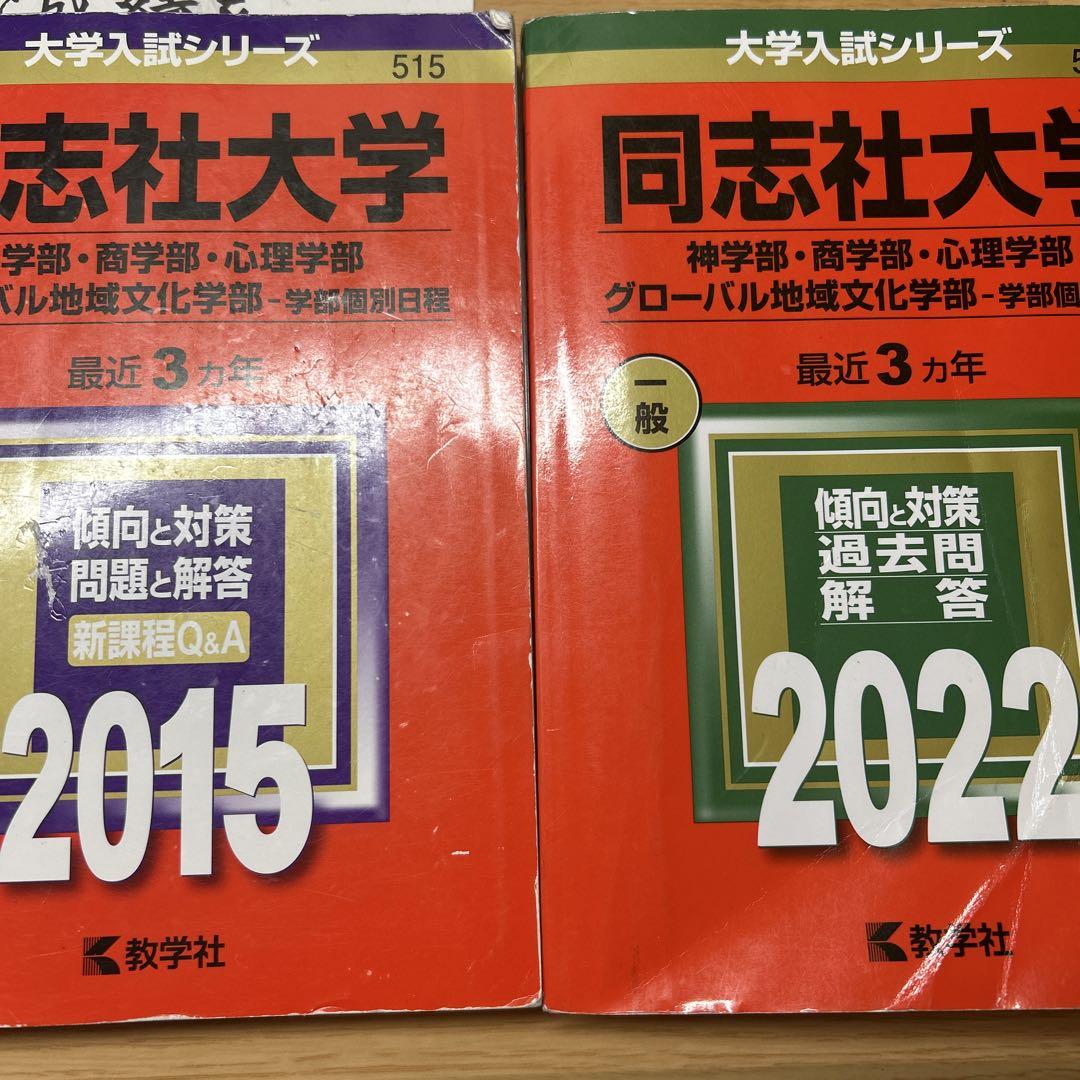 大学入試シリーズ
515
志社大学
学部・商学部・心理学部
バル地域文化学部-学部個別日程
最近3ヵ年
傾向と対策
問題と解答
新課程Q&A
2015
教学社
大学入試シリーズ
5
同志社大学
神学部・商学部・心理学部
グローバル地域文化学部-学部個
最近3ヵ年
一般
傾向と対策
過去問
解答
2022
教学社